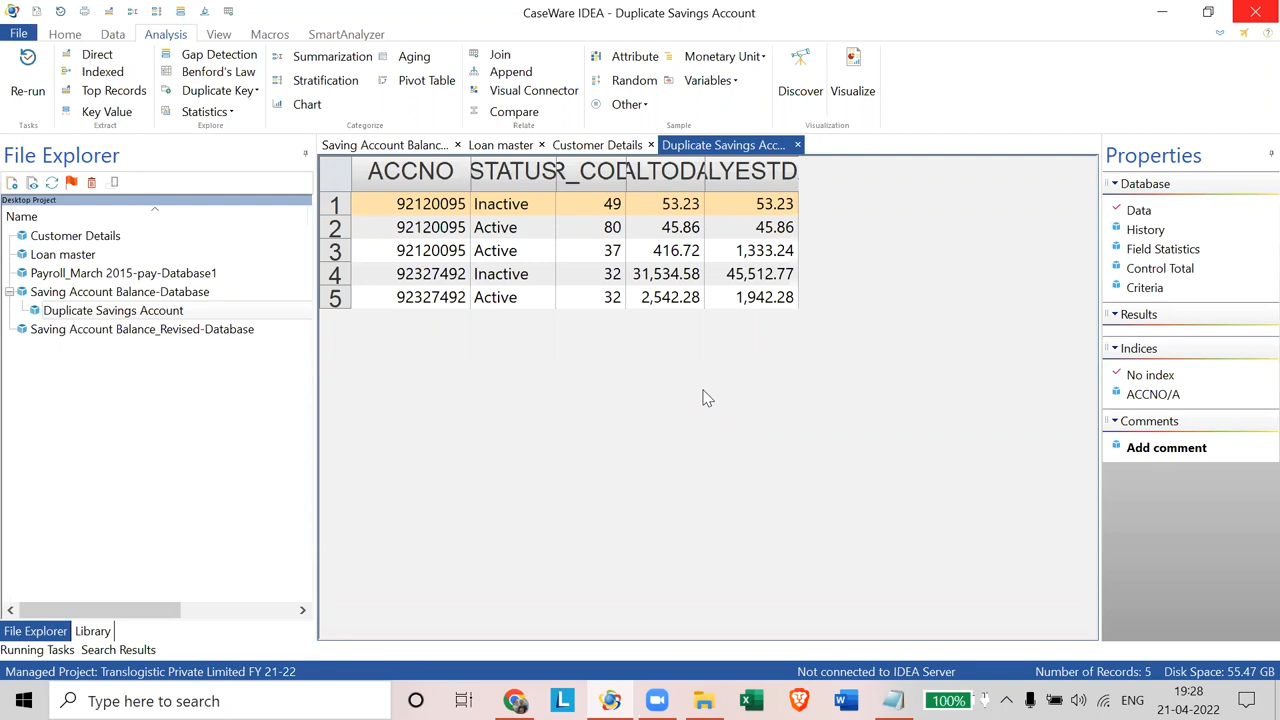 CaseWare IDEA - Duplicate Savings Account
File Home Data Analysis View Macros SmartAnalyzer
Re-run
Tasks
Direct
Indexed
Top Records
Key Value
Extract
Gap Detection
Benford's Law
Duplicate Key
Statistics
Explore
Summarization
Stratification
Chart
Aging
Pivot Table
Categorize
Join
Append
Visual Connector
Compare
Relate
Attribute
Random
Other
Monetary Unit
Variables
Sample
Discover
Visualize
Visualization
File Explorer
Desktop Project
Name
Customer Details
Loan master
Payroll_March 2015-pay-Database1
Saving Account Balance-Database
Duplicate Savings Account
Saving Account Balance_Revised-Database
File Explorer Library
Running Tasks Search Results
Saving Account Balanc... × Loan master × Customer Details × Duplicate Savings Acc... ×
ACCNO STATUS R_COD ALTODA LYESTD
1 92120095 Inactive 49 53.23 53.23
2 92120095 Active 80 45.86 45.86
3 92120095 Active 37 416.72 1,333.24
4 92327492 Inactive 32 31,534.58 45,512.77
5 92327492 Active 32 2,542.28 1,942.28
Properties
Database
Data
History
Field Statistics
Control Total
Criteria
Results
Indices
No index
ACCNO/A
Comments
Add comment
Managed Project: Translogistic Private Limited FY 21-22 Not connected to IDEA Server Number of Records: 5 Disk Space: 55.47 GB
Type here to search
100%
ENG
19:28
21-04-2022